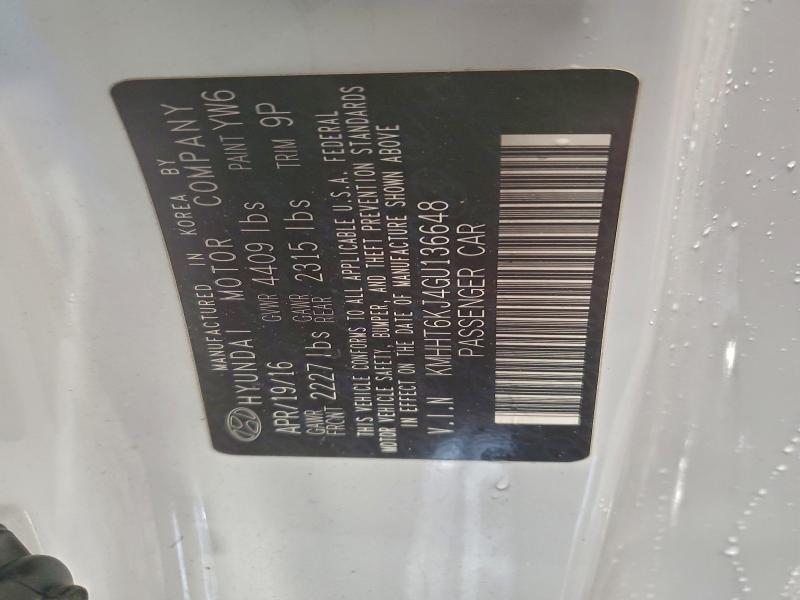 MANUFACTURED IN KOREA BY
HYUNDAI MOTOR COMPANY
APR/19/16 GVWR 4409 lbs PAINT YW6
GAWR FRONT 2227 lbs GAWR REAR 2315 lbs TRIM 9P
THIS VEHICLE CONFORMS TO ALL APPLICABLE U.S.A. FEDERAL
MOTOR VEHICLE SAFETY, BUMPER, AND THEFT PREVENTION STANDARDS
IN EFFECT ON THE DATE OF MANUFACTURE SHOWN ABOVE
V.I.N KMHHT6KJ4GU136648
PASSENGER CAR